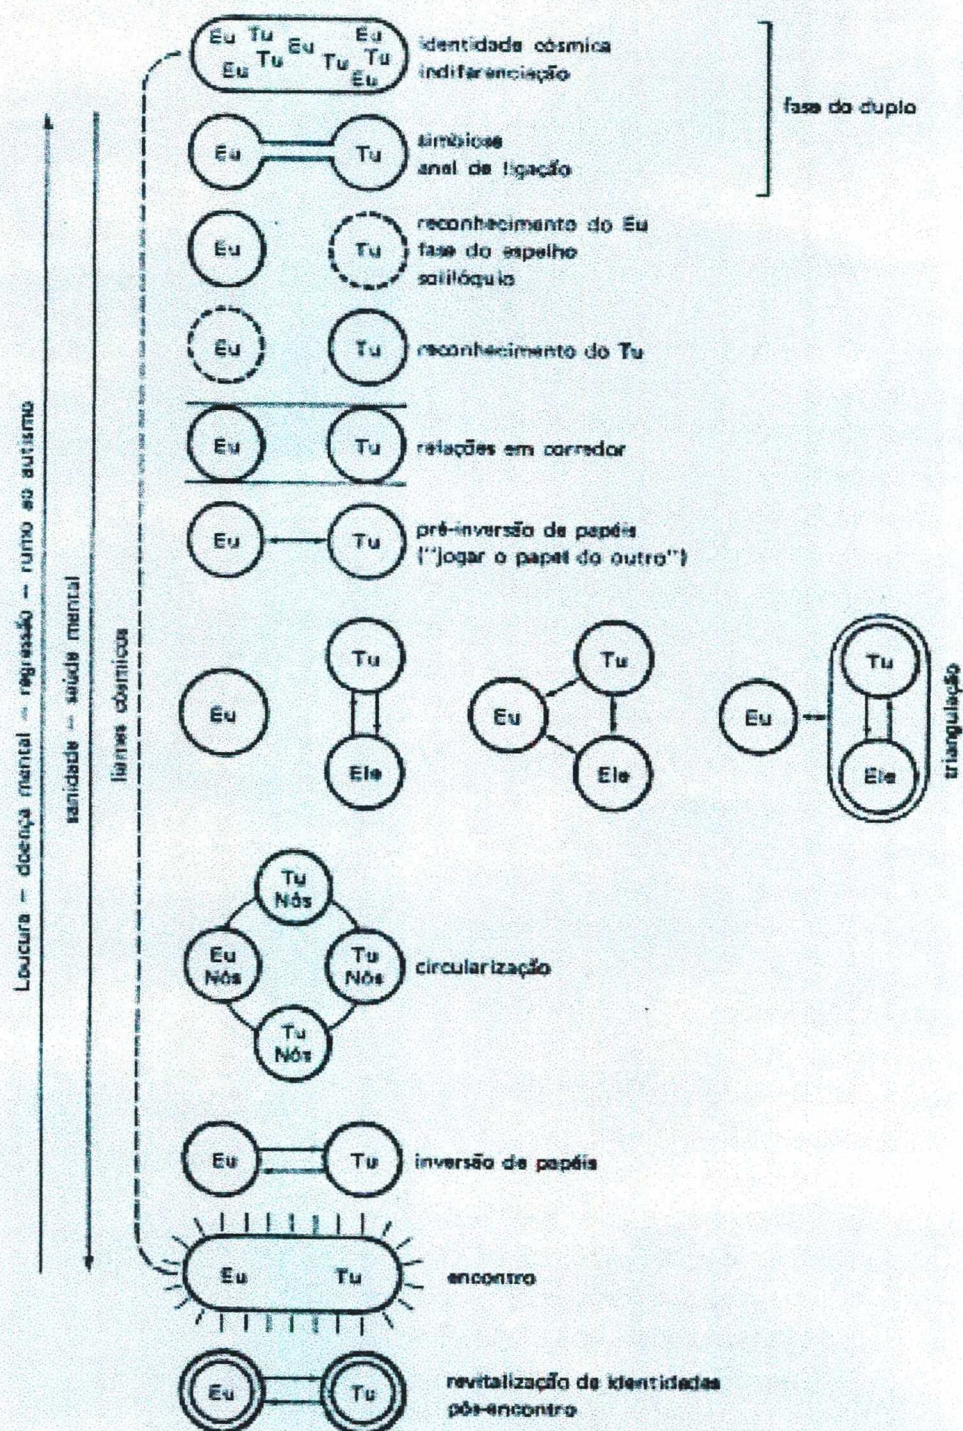 Eu Tu Eu Eu
Eu Tu Tu Tu
Eu
identidade cósmica
indiferenciação
fase do duplo
Eu Tu
simbiose
anel de ligação
Eu Tu
reconhecimento do Eu
fase do espelho
solilóquio
Eu Tu
reconhecimento do Tu
Eu Tu
relações em corredor
Eu Tu
pré-inversão de papéis
("jogar o papel do outro")
Loucura – doença mental – regressão – rumo ao autismo
sanidade – saúde mental
liames cósmicos
Eu
Tu
Ele
Eu
Tu
Ele
Eu
Tu
Ele
triangulação
Tu
Nós
Eu
Nós
Tu
Nós
Tu
Nós
circularização
Eu Tu
inversão de papéis
Eu Tu
encontro
Eu Tu
revitalização de identidades
pós-encontro